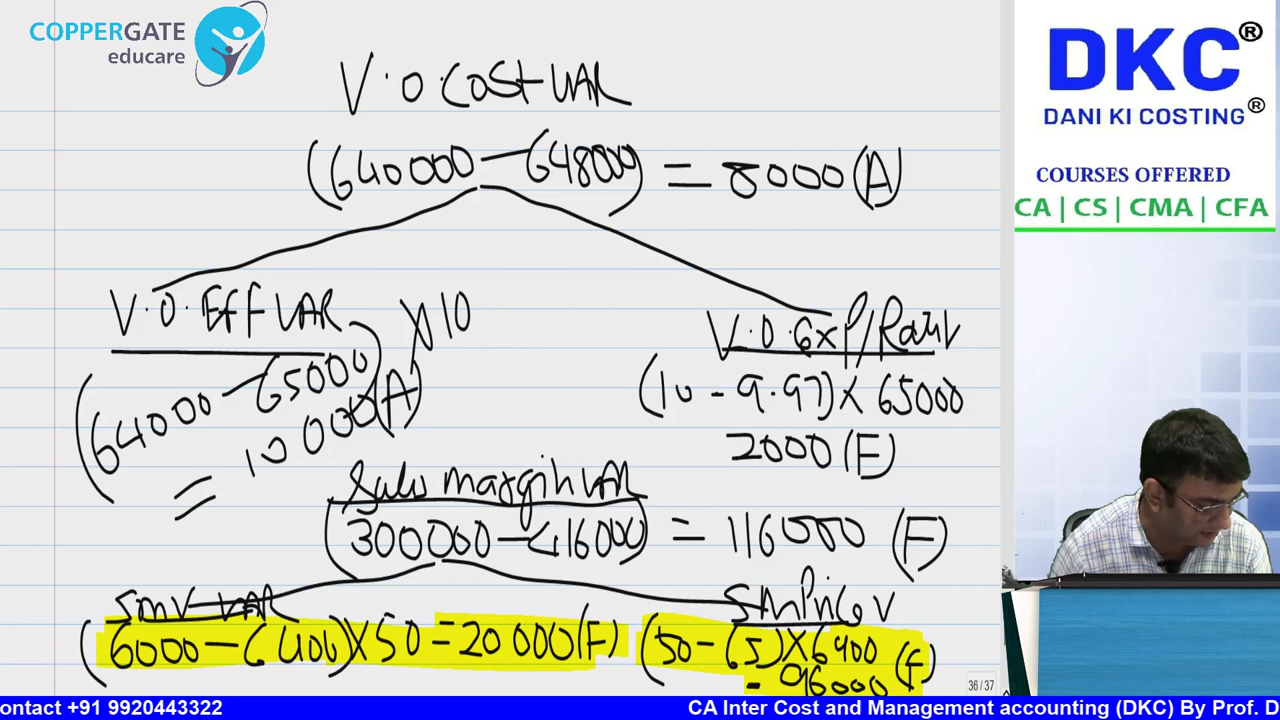 COPPERGATE
educare
V.O.Cost VAR
(640000 – 648000) = 8000 (A)
V.O. Eff VAR
(64000 – 65000) X10
= 10000(A)
V.O. Exp/Rate V
(10 - 9.97) X 65000
2000 (F)
Sales margin VAR
(300000 – 416000) = 116000 (F)
SmV VAR
(6000 – 6400) X 50 = 20 000(F)
SM Price V
(50 – 65) X 6400
= 96000 (F)
36 / 37
DKC®
DANI KI COSTING®
COURSES OFFERED
CA | CS | CMA | CFA
ontact +91 9920443322
CA Inter Cost and Management accounting (DKC) By Prof. D